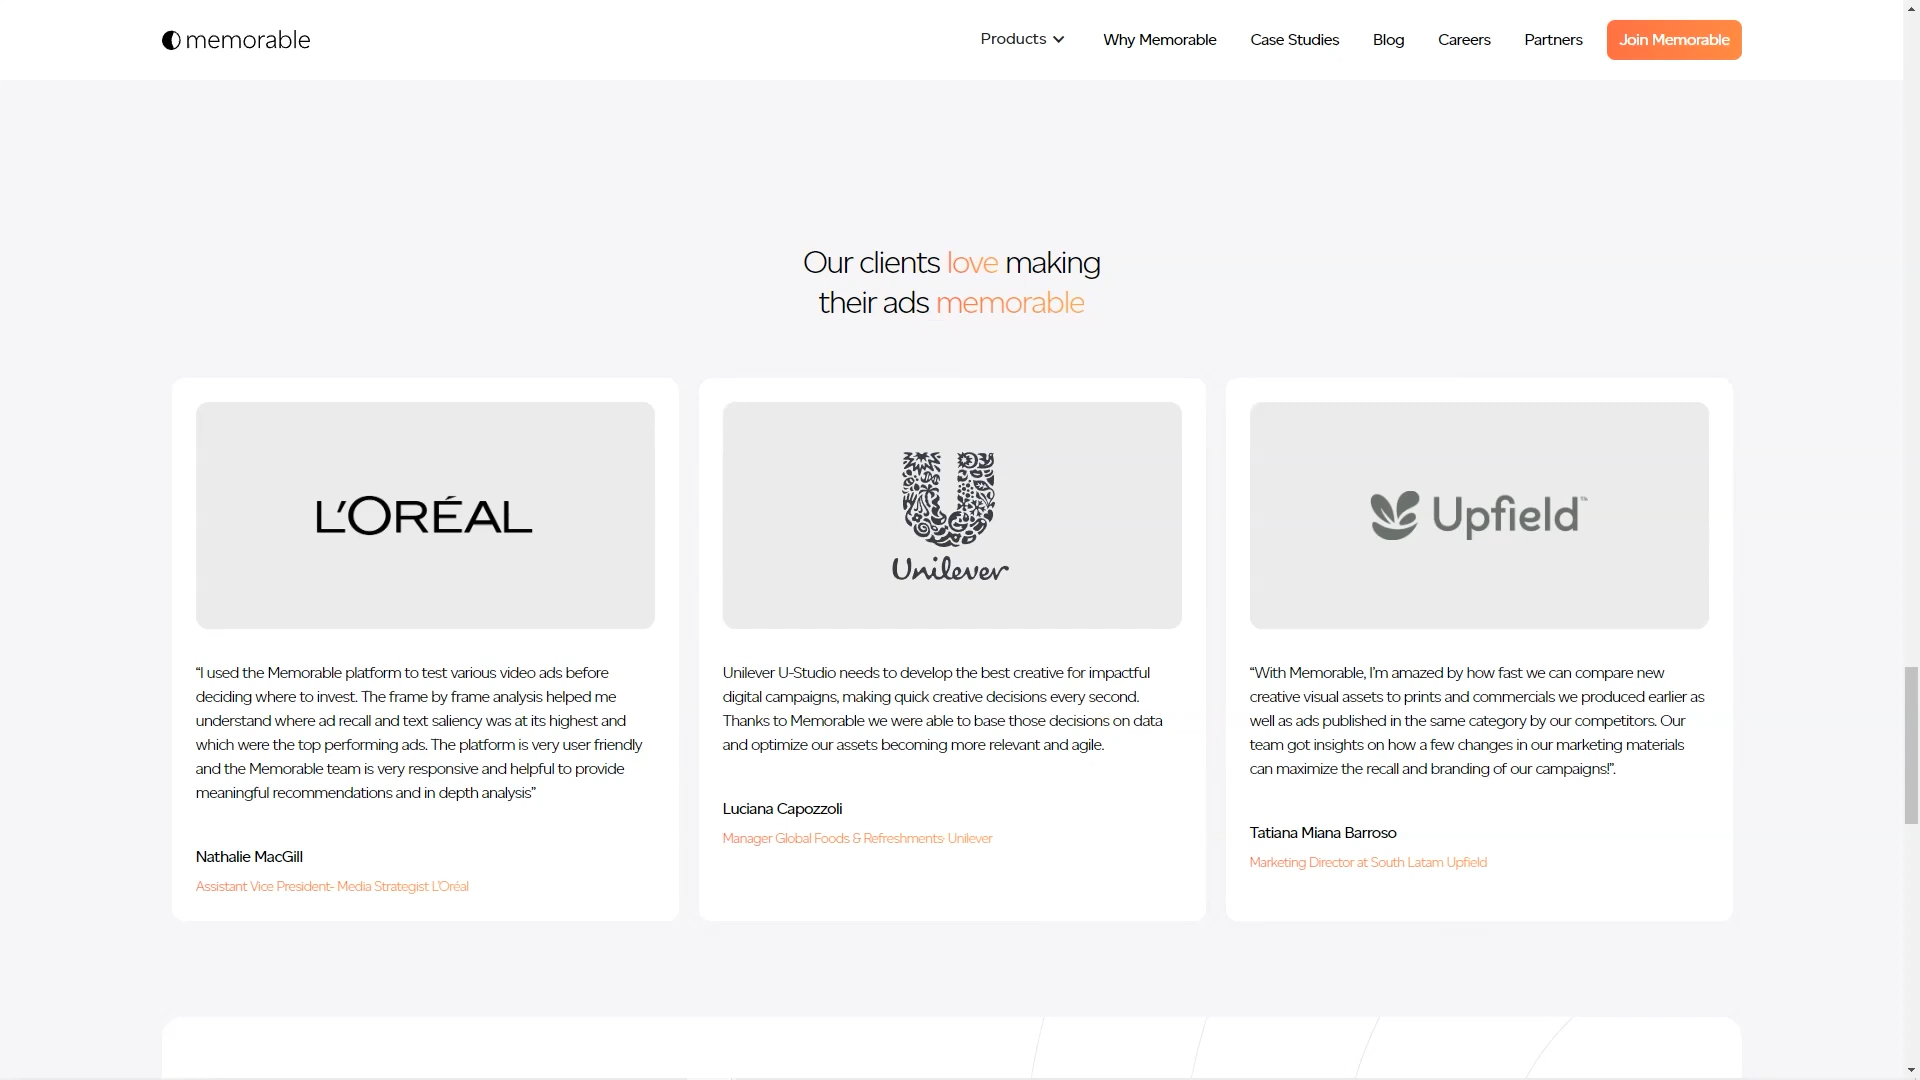 memorable
Products
Why Memorable
Case Studies
Blog
Careers
Partners
Join Memorable
Our clients love making
their ads memorable
L'ORÉAL
“I used the Memorable platform to test various video ads before
deciding where to invest. The frame by frame analysis helped me
understand where ad recall and text saliency was at its highest and
which were the top performing ads. The platform is very user friendly
and the Memorable team is very responsive and helpful to provide
meaningful recommendations and in depth analysis”
Nathalie MacGill
Assistant Vice President- Media Strategist L'Oréal
Unilever
Unilever U-Studio needs to develop the best creative for impactful
digital campaigns, making quick creative decisions every second.
Thanks to Memorable we were able to base those decisions on data
and optimize our assets becoming more relevant and agile.
Luciana Capozzoli
Manager Global Foods & Refreshments· Unilever
Upfield™
“With Memorable, I'm amazed by how fast we can compare new
creative visual assets to prints and commercials we produced earlier as
well as ads published in the same category by our competitors. Our
team got insights on how a few changes in our marketing materials
can maximize the recall and branding of our campaigns!”.
Tatiana Miana Barroso
Marketing Director at South Latam Upfield